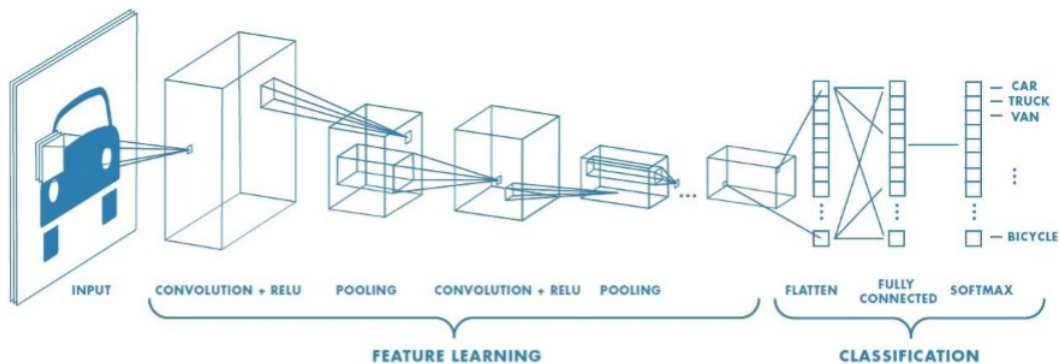 CAR
TRUCK
VAN
BICYCLE
INPUT
CONVOLUTION + RELU
POOLING
CONVOLUTION + RELU
POOLING
FLATTEN
FULLY
CONNECTED
SOFTMAX
FEATURE LEARNING
CLASSIFICATION